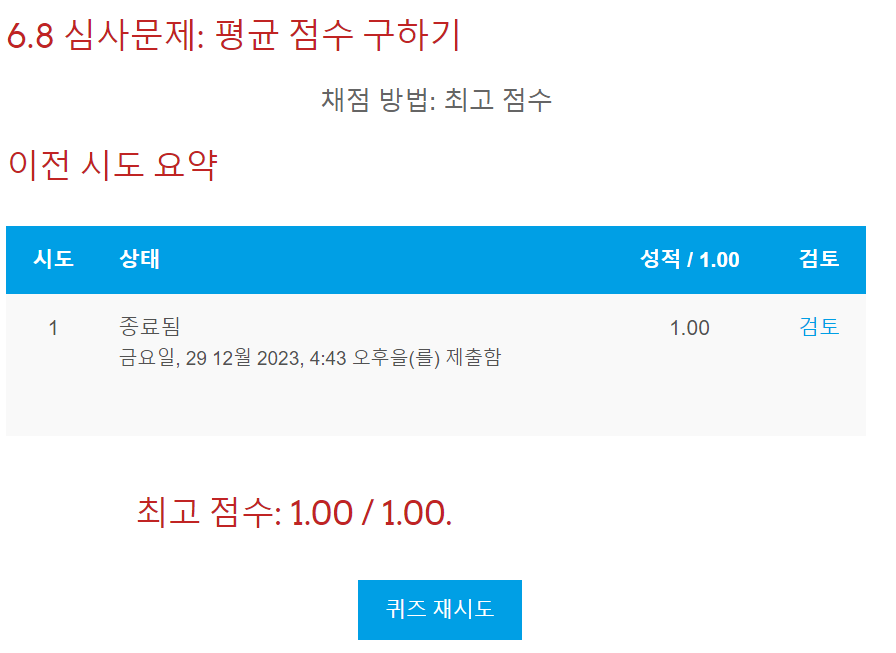 6.8 심사문제: 평균 점수 구하기
채점 방법: 최고 점수
이전 시도 요약
시도 상태 성적 / 1.00 검토
1 종료됨 1.00 검토
금요일, 29 12월 2023, 4:43 오후을(를) 제출함
최고 점수: 1.00 / 1.00.
퀴즈 재시도